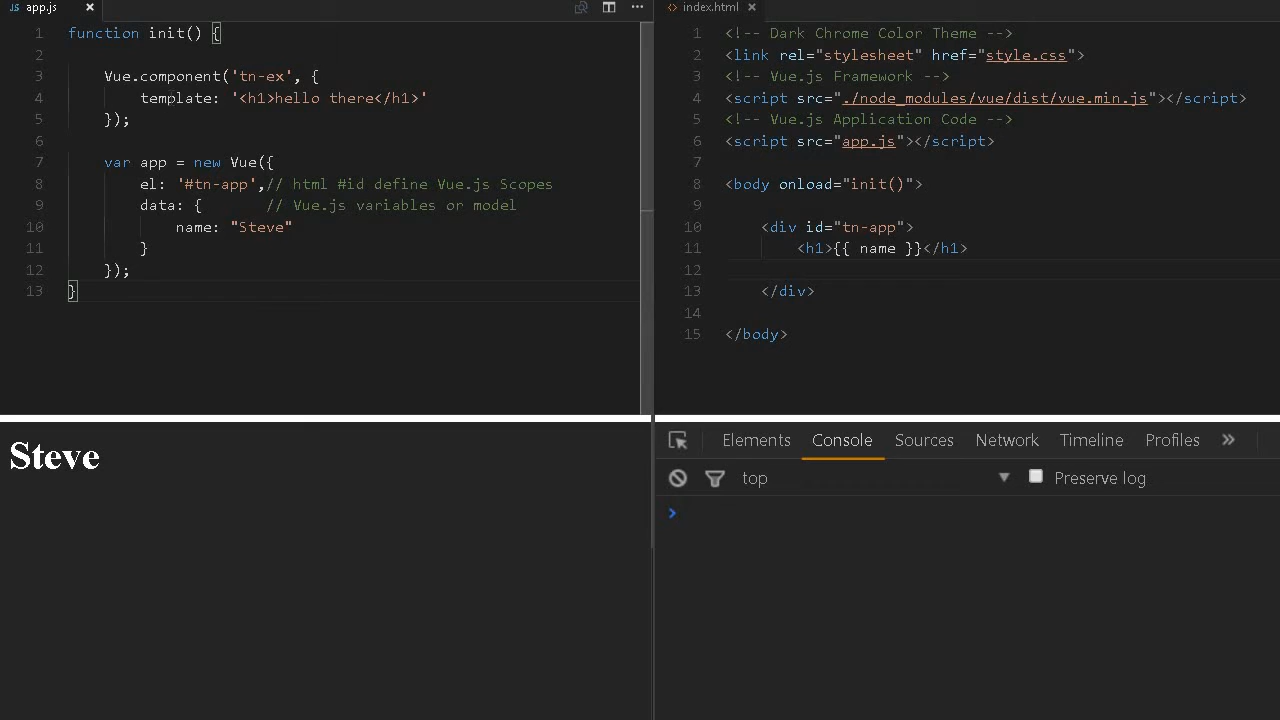 app.js
1 function init() {
2
3 Vue.component('tn-ex', {
4 template: '<h1>hello there</h1>'
5 });
6
7 var app = new Vue({
8 el: '#tn-app',// html #id define Vue.js Scopes
9 data: { // Vue.js variables or model
10 name: "Steve"
11 }
12 });
13 }
index.html
1 <!-- Dark Chrome Color Theme -->
2 <link rel="stylesheet" href="style.css">
3 <!-- Vue.js Framework -->
4 <script src="./node_modules/vue/dist/vue.min.js"></script>
5 <!-- Vue.js Application Code -->
6 <script src="app.js"></script>
7
8 <body onload="init()">
9
10 <div id="tn-app">
11 <h1>{{ name }}</h1>
12
13 </div>
14
15 </body>
Steve
Elements Console Sources Network Timeline Profiles »
top Preserve log